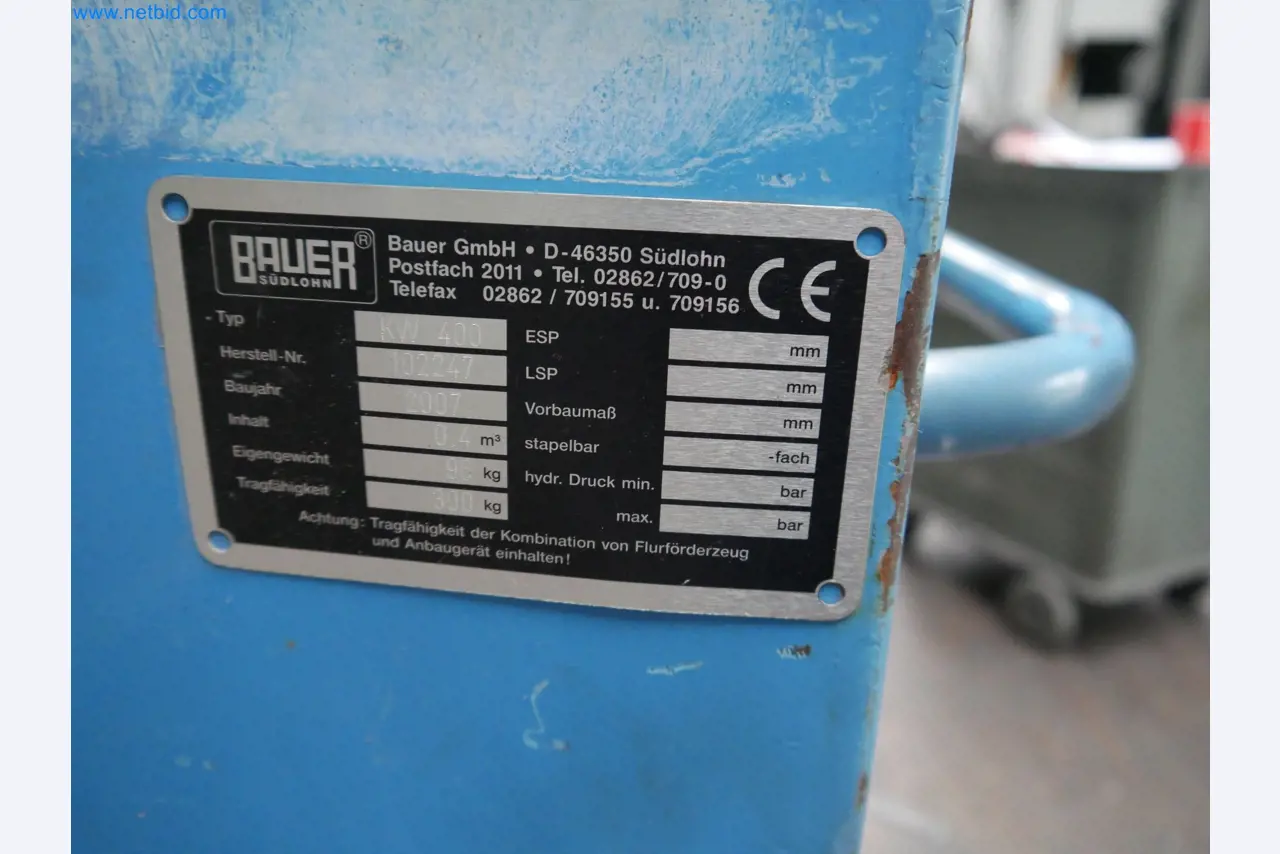 www.netbid.com
BAUER ®
SÜDLOHN
Bauer GmbH • D-46350 Südlohn
Postfach 2011 • Tel. 02862/709-0
Telefax 02862 / 709155 u. 709156
CE
Typ KW 400
Herstell-Nr. 102247
Baujahr 2007
Inhalt 0.4 m³
Eigengewicht kg
Tragfähigkeit kg
ESP mm
LSP mm
Vorbaumaß mm
stapelbar -fach
hydr. Druck min. bar
max. bar
Achtung: Tragfähigkeit der Kombination von Flurförderzeug
und Anbaugerät einhalten!